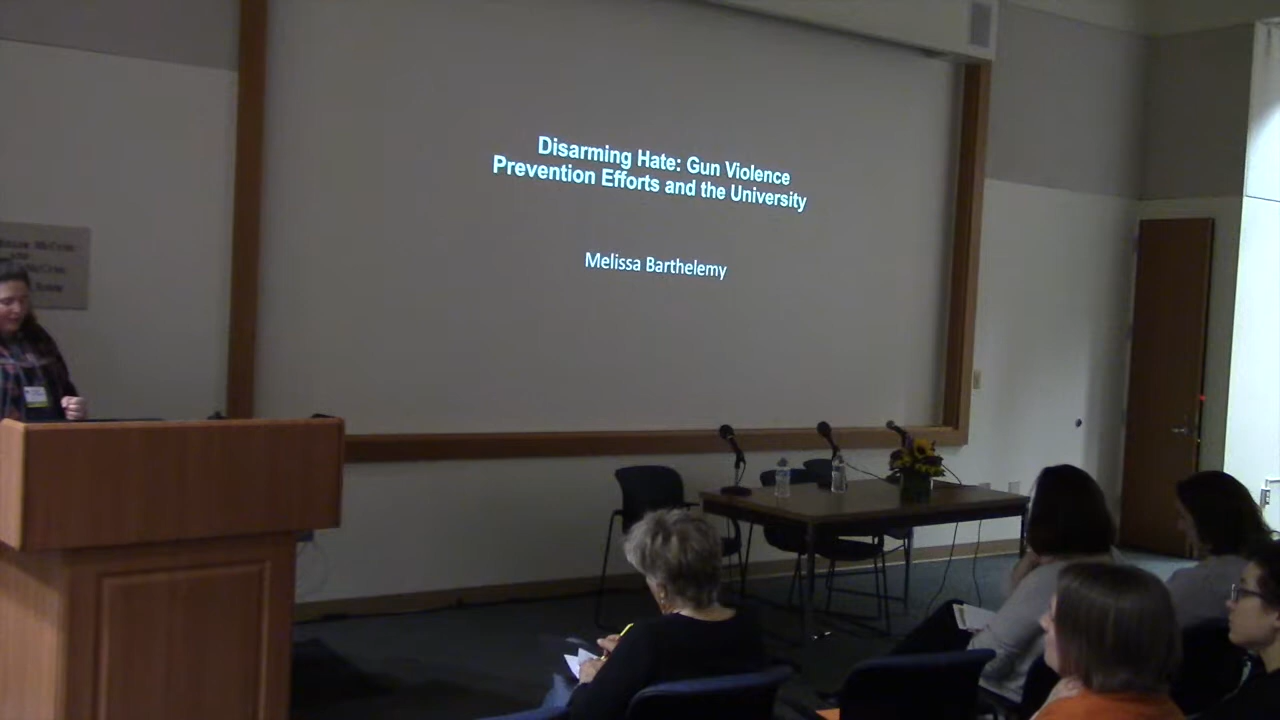 Disarming Hate: Gun Violence
Prevention Efforts and the University
Melissa Barthelemy